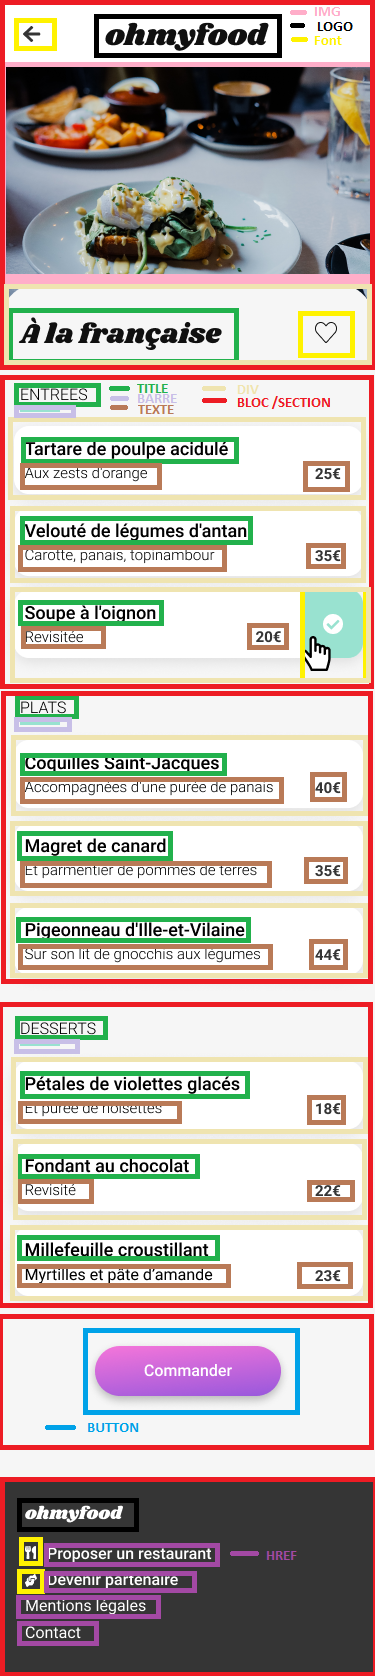 IMG
ohmyfood
LOGO
Font
À la française
ENTREES
TITLE
DIV
BARRE
BLOC /SECTION
TEXTE
Tartare de poulpe acidulé
Aux zests d'orange
25€
Velouté de légumes d'antan
Carotte, panais, topinambour
35€
Soupe à l'oignon
Revisitée
20€
PLATS
Coquilles Saint-Jacques
Accompagnées d'une purée de panais
40€
Magret de canard
Et parmentier de pommes de terres
35€
Pigeonneau d'Ille-et-Vilaine
Sur son lit de gnocchis aux légumes
44€
DESSERTS
Pétales de violettes glacés
Et purée de noisettes
18€
Fondant au chocolat
Revisité
22€
Millefeuille croustillant
Myrtilles et pâte d'amande
23€
Commander
BUTTON
ohmyfood
Proposer un restaurant
HREF
Devenir partenaire
Mentions légales
Contact